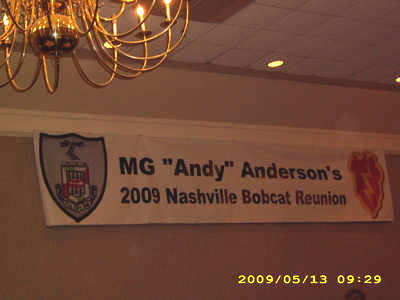 MG "Andy" Anderson's
2009 Nashville Bobcat Reunion
2009/05/13 09:29